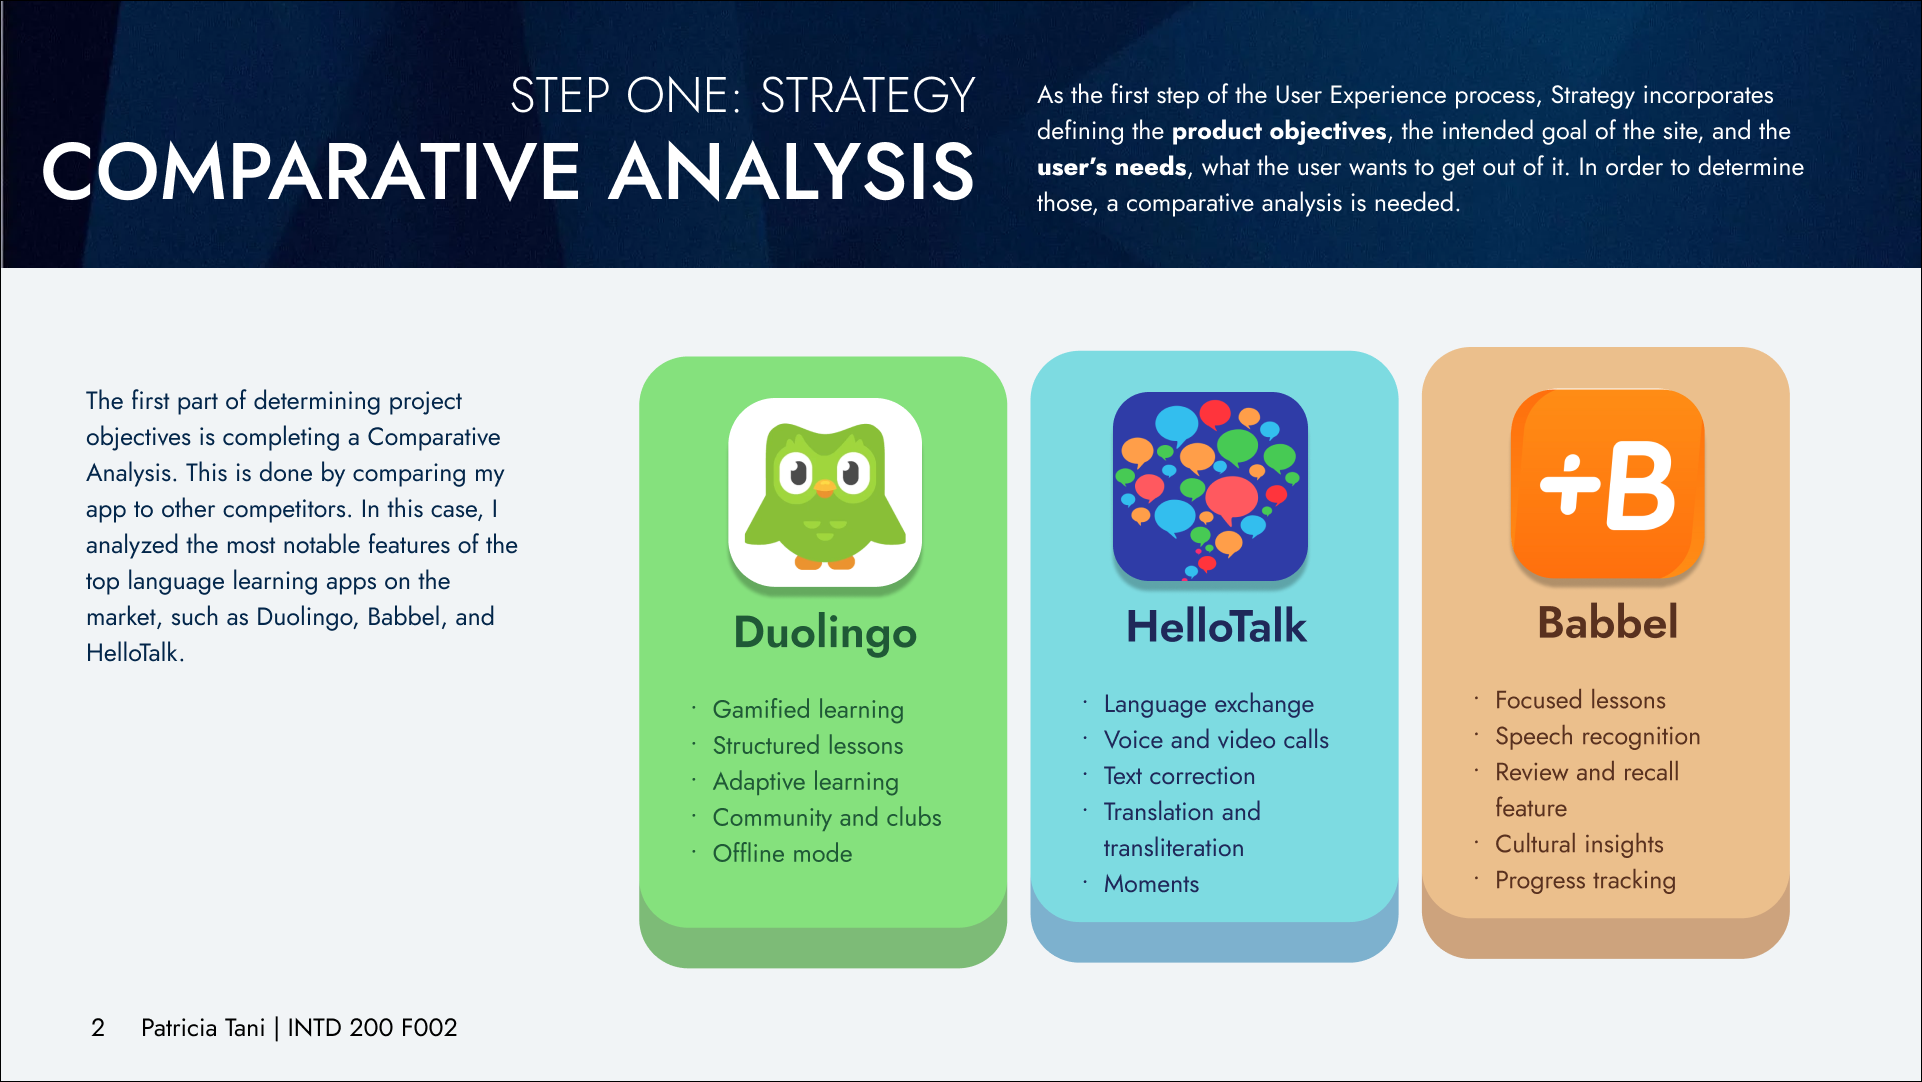 STEP ONE: STRATEGY
COMPARATIVE ANALYSIS
As the first step of the User Experience process, Strategy incorporates
defining the product objectives, the intended goal of the site, and the
user's needs, what the user wants to get out of it. In order to determine
those, a comparative analysis is needed.
The first part of determining project
objectives is completing a Comparative
Analysis. This is done by comparing my
app to other competitors. In this case, I
analyzed the most notable features of the
top language learning apps on the
market, such as Duolingo, Babbel, and
HelloTalk.
Duolingo
· Gamified learning
· Structured lessons
· Adaptive learning
· Community and clubs
· Offline mode
HelloTalk
· Language exchange
· Voice and video calls
· Text correction
· Translation and
transliteration
· Moments
+B
Babbel
· Focused lessons
· Speech recognition
· Review and recall
feature
· Cultural insights
· Progress tracking
2 Patricia Tani | INTD 200 F002